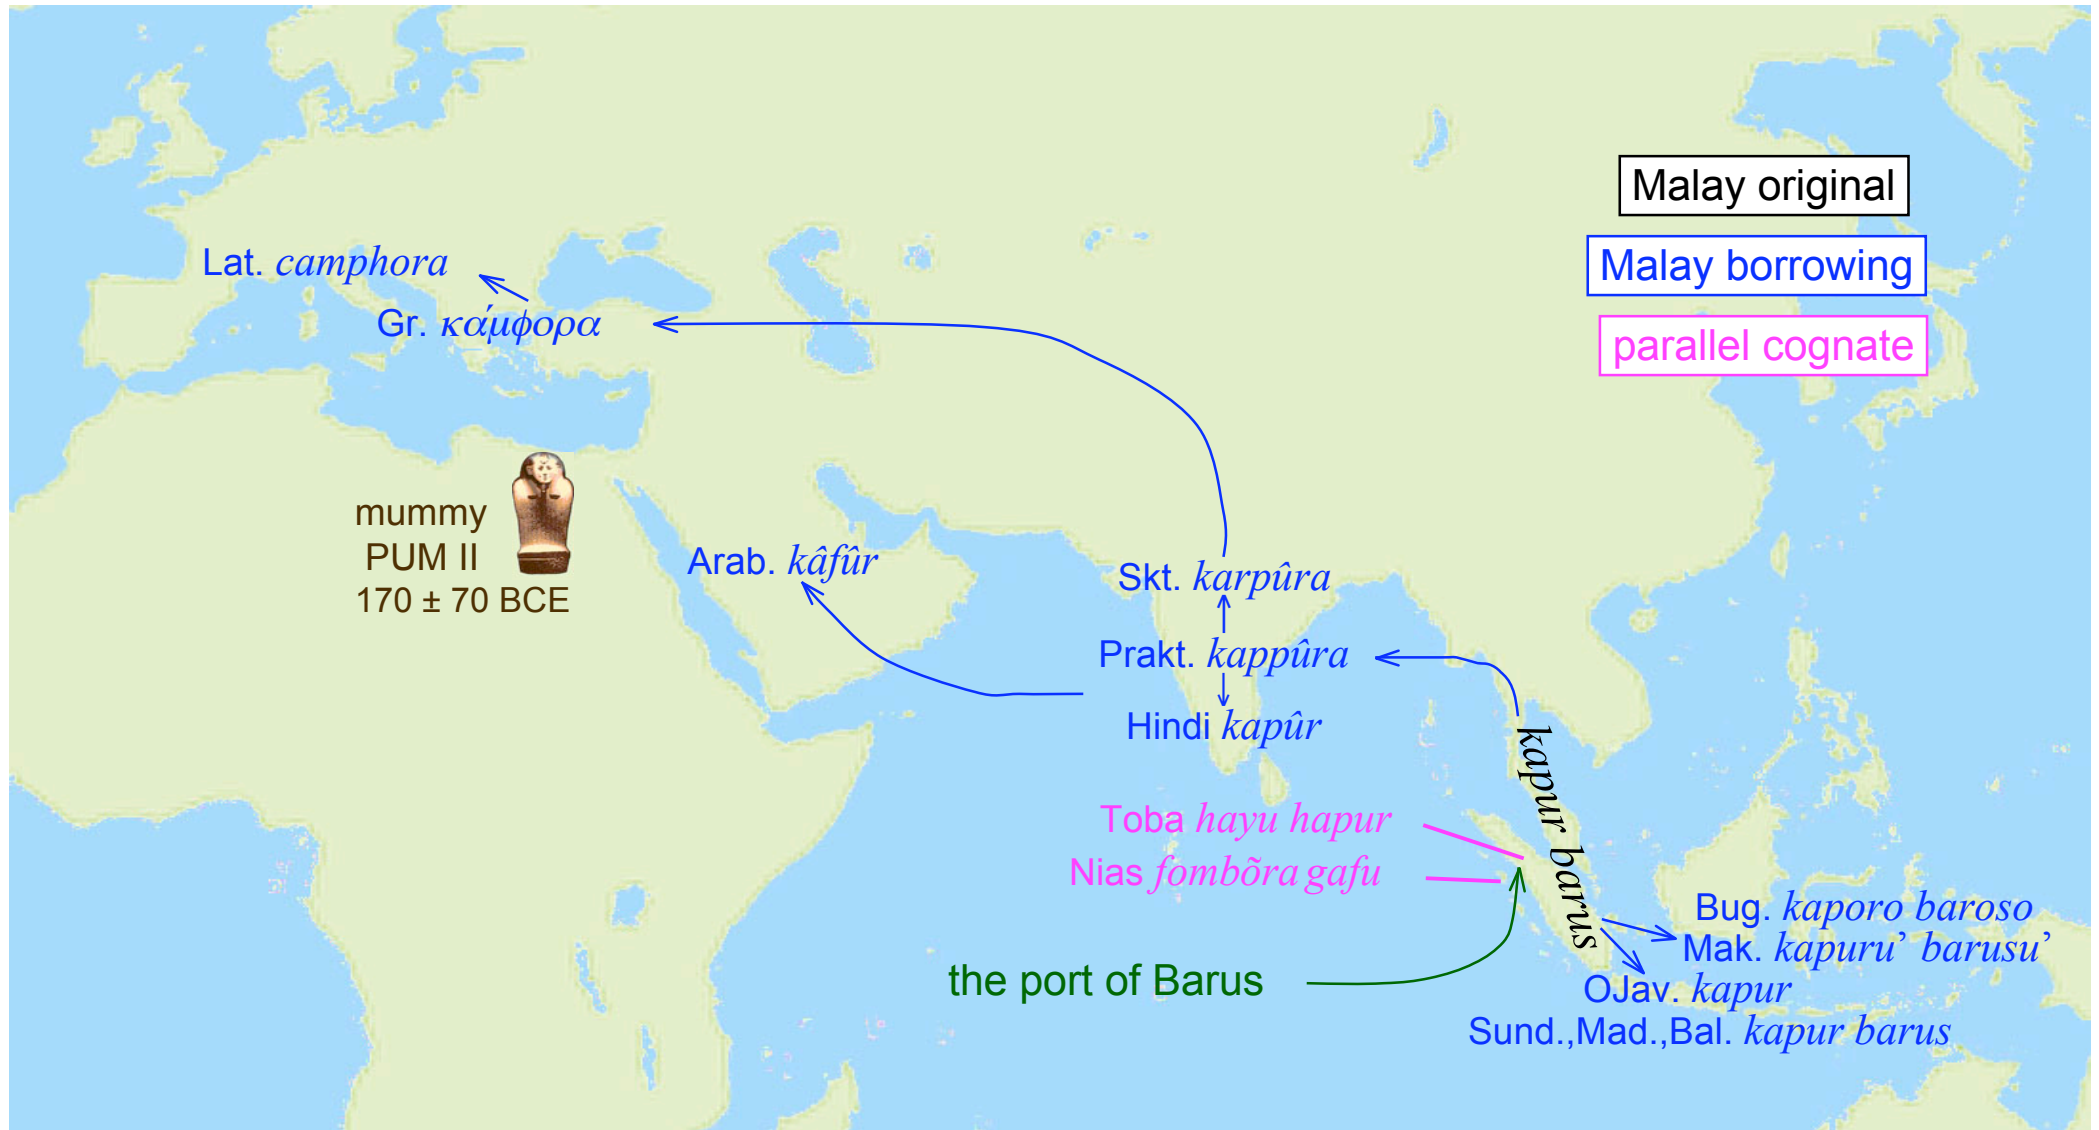 Malay original
Malay borrowing
parallel cognate
Lat. camphora
Gr. κάμφορα
mummy
PUM II
170 ± 70 BCE
Arab. kâfûr
Skt. karpûra
Prakt. kappûra
Hindi kapûr
kapur barus
Toba hayu hapur
Nias fombõra gafu
the port of Barus
Bug. kaporo baroso
Mak. kapuru’ barusu’
OJav. kapur
Sund.,Mad.,Bal. kapur barus